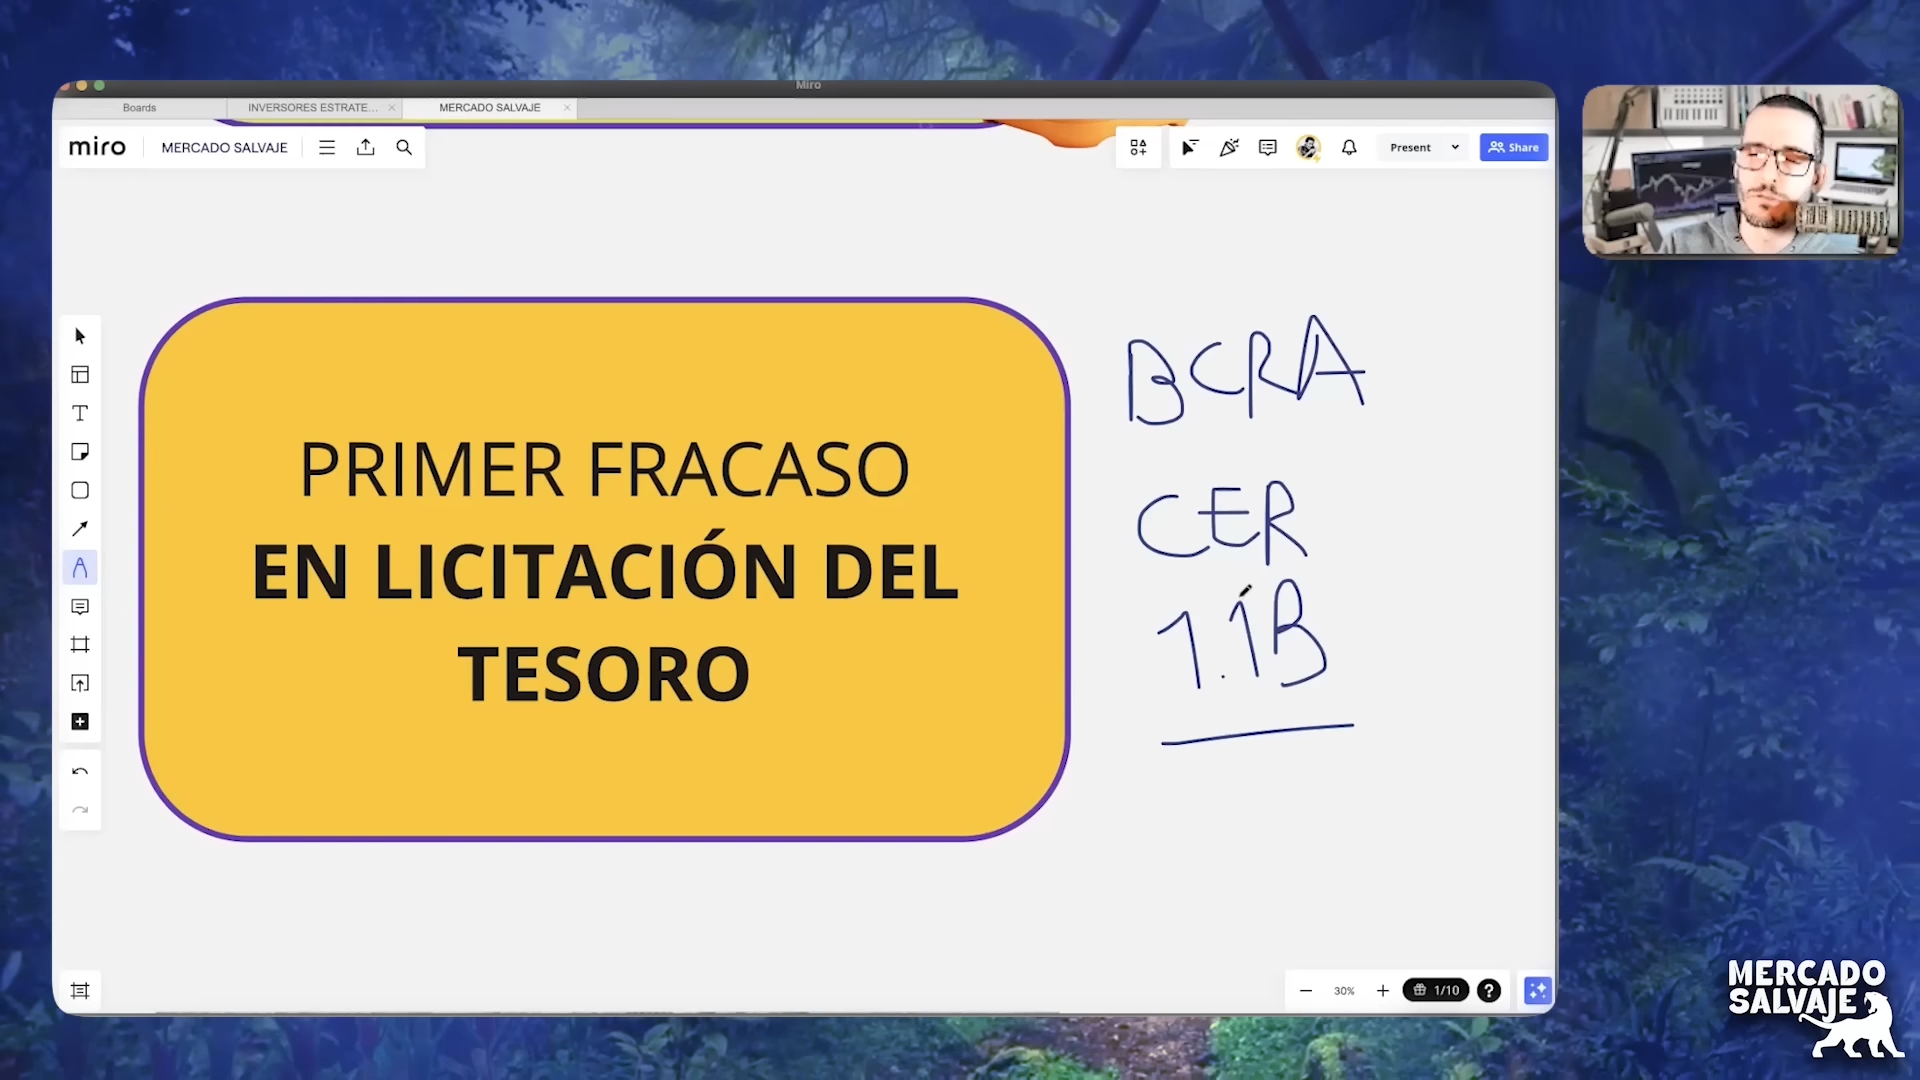 Miro
Boards
INVERSORES ESTRATE...
MERCADO SALVAJE
miro
MERCADO SALVAJE
Present
Share
PRIMER FRACASO
EN LICITACIÓN DEL
TESORO
BCRA
CER
1.1B
30%
1/10
?
MERCADO
SALVAJE